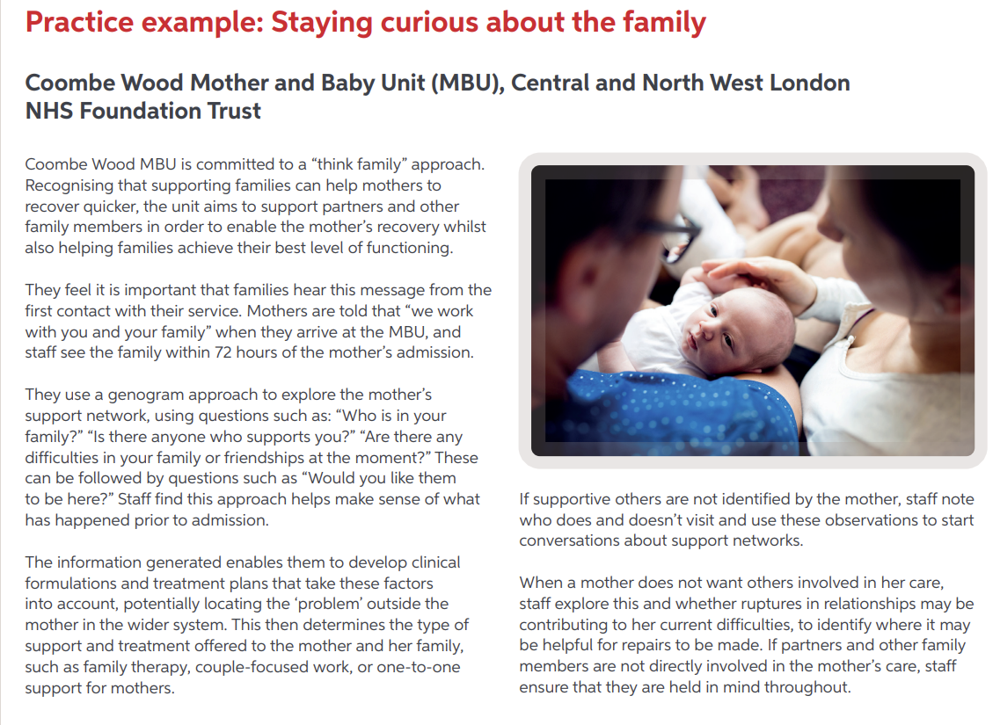 Practice example: Staying curious about the family
Coombe Wood Mother and Baby Unit (MBU), Central and North West London
NHS Foundation Trust
Coombe Wood MBU is committed to a “think family” approach.
Recognising that supporting families can help mothers to
recover quicker, the unit aims to support partners and other
family members in order to enable the mother’s recovery whilst
also helping families achieve their best level of functioning.
They feel it is important that families hear this message from the
first contact with their service. Mothers are told that “we work
with you and your family” when they arrive at the MBU, and
staff see the family within 72 hours of the mother’s admission.
They use a genogram approach to explore the mother’s
support network, using questions such as: “Who is in your
family?” “Is there anyone who supports you?” “Are there any
difficulties in your family or friendships at the moment?” These
can be followed by questions such as “Would you like them
to be here?” Staff find this approach helps make sense of what
has happened prior to admission.
The information generated enables them to develop clinical
formulations and treatment plans that take these factors
into account, potentially locating the ‘problem’ outside the
mother in the wider system. This then determines the type of
support and treatment offered to the mother and her family,
such as family therapy, couple-focused work, or one-to-one
support for mothers.
If supportive others are not identified by the mother, staff note
who does and doesn’t visit and use these observations to start
conversations about support networks.
When a mother does not want others involved in her care,
staff explore this and whether ruptures in relationships may be
contributing to her current difficulties, to identify where it may
be helpful for repairs to be made. If partners and other family
members are not directly involved in the mother’s care, staff
ensure that they are held in mind throughout.